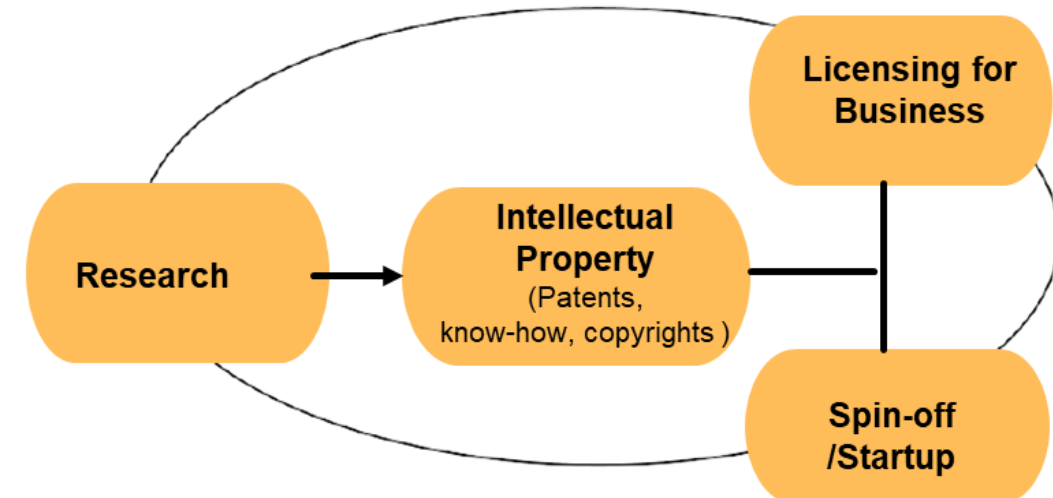 Licensing for
Business
Research
Intellectual
Property
(Patents,
know-how, copyrights )
Spin-off
/Startup